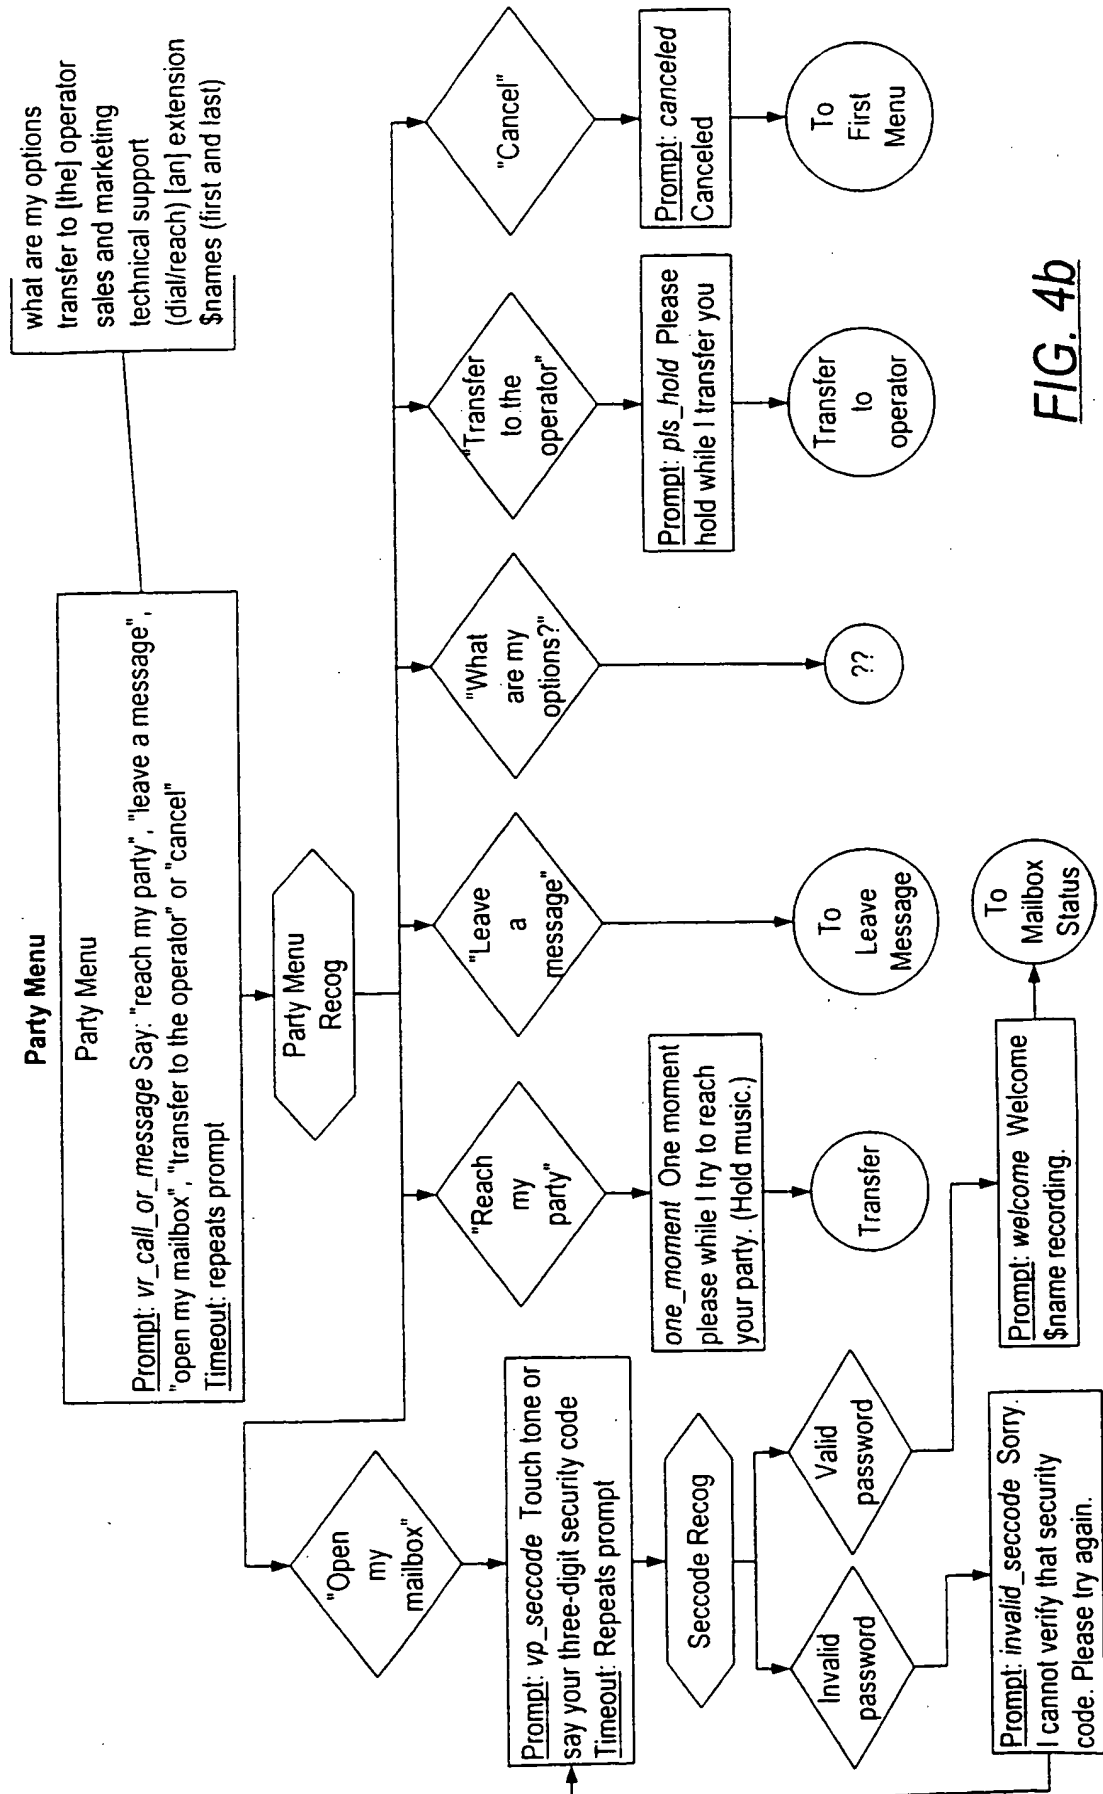 Party Menu
Party Menu
Prompt: vr_call_or_message Say: "reach my party", "leave a message",
"open my mailbox", "transfer to the operator" or "cancel"
Timeout: repeats prompt
what are my options
transfer to [the] operator
sales and marketing
technical support
(dial/reach) [an] extension
$names (first and last)
Party Menu
Recog
"Open
my
mailbox"
"Reach
my
party"
"Leave
a
message"
"What
are my
options?"
"Transfer
to the
operator"
"Cancel"
Prompt: vp_seccode Touch tone or
say your three-digit security code
Timeout: Repeats prompt
one_moment One moment
please while I try to reach
your party. (Hold music.)
Prompt: pls_hold Please
hold while I transfer you
Prompt: canceled
Canceled
Seccode Recog
Transfer
To
Leave
Message
??
Transfer
to
operator
To
First
Menu
Invalid
password
Valid
password
Prompt: invalid_seccode Sorry.
I cannot verify that security
code. Please try again.
Prompt: welcome Welcome
$name recording.
To
Mailbox
Status
FIG. 4b